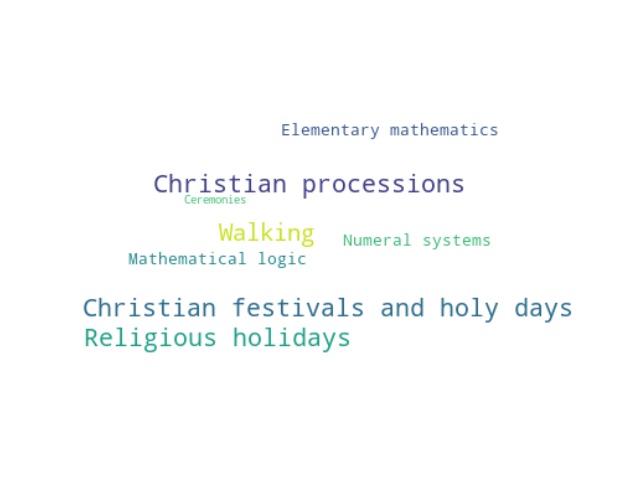 Elementary mathematics
Christian processions
Ceremonies
Walking
Numeral systems
Mathematical logic
Christian festivals and holy days
Religious holidays